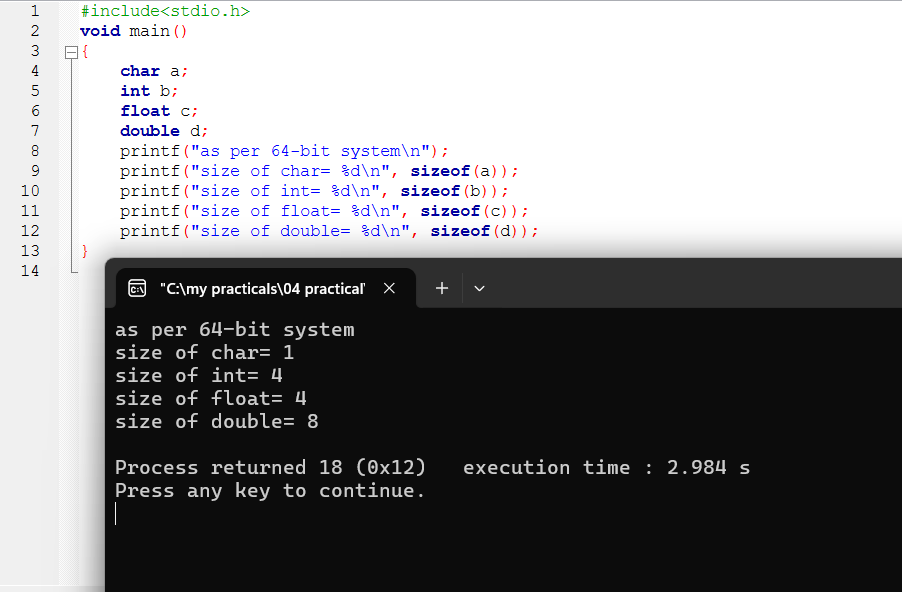 1 #include<stdio.h>
2 void main()
3 {
4 char a;
5 int b;
6 float c;
7 double d;
8 printf("as per 64-bit system\n");
9 printf("size of char= %d\n", sizeof(a));
10 printf("size of int= %d\n", sizeof(b));
11 printf("size of float= %d\n", sizeof(c));
12 printf("size of double= %d\n", sizeof(d));
13 }
14
"C:\my practicals\04 practical'
as per 64-bit system
size of char= 1
size of int= 4
size of float= 4
size of double= 8
Process returned 18 (0x12) execution time : 2.984 s
Press any key to continue.